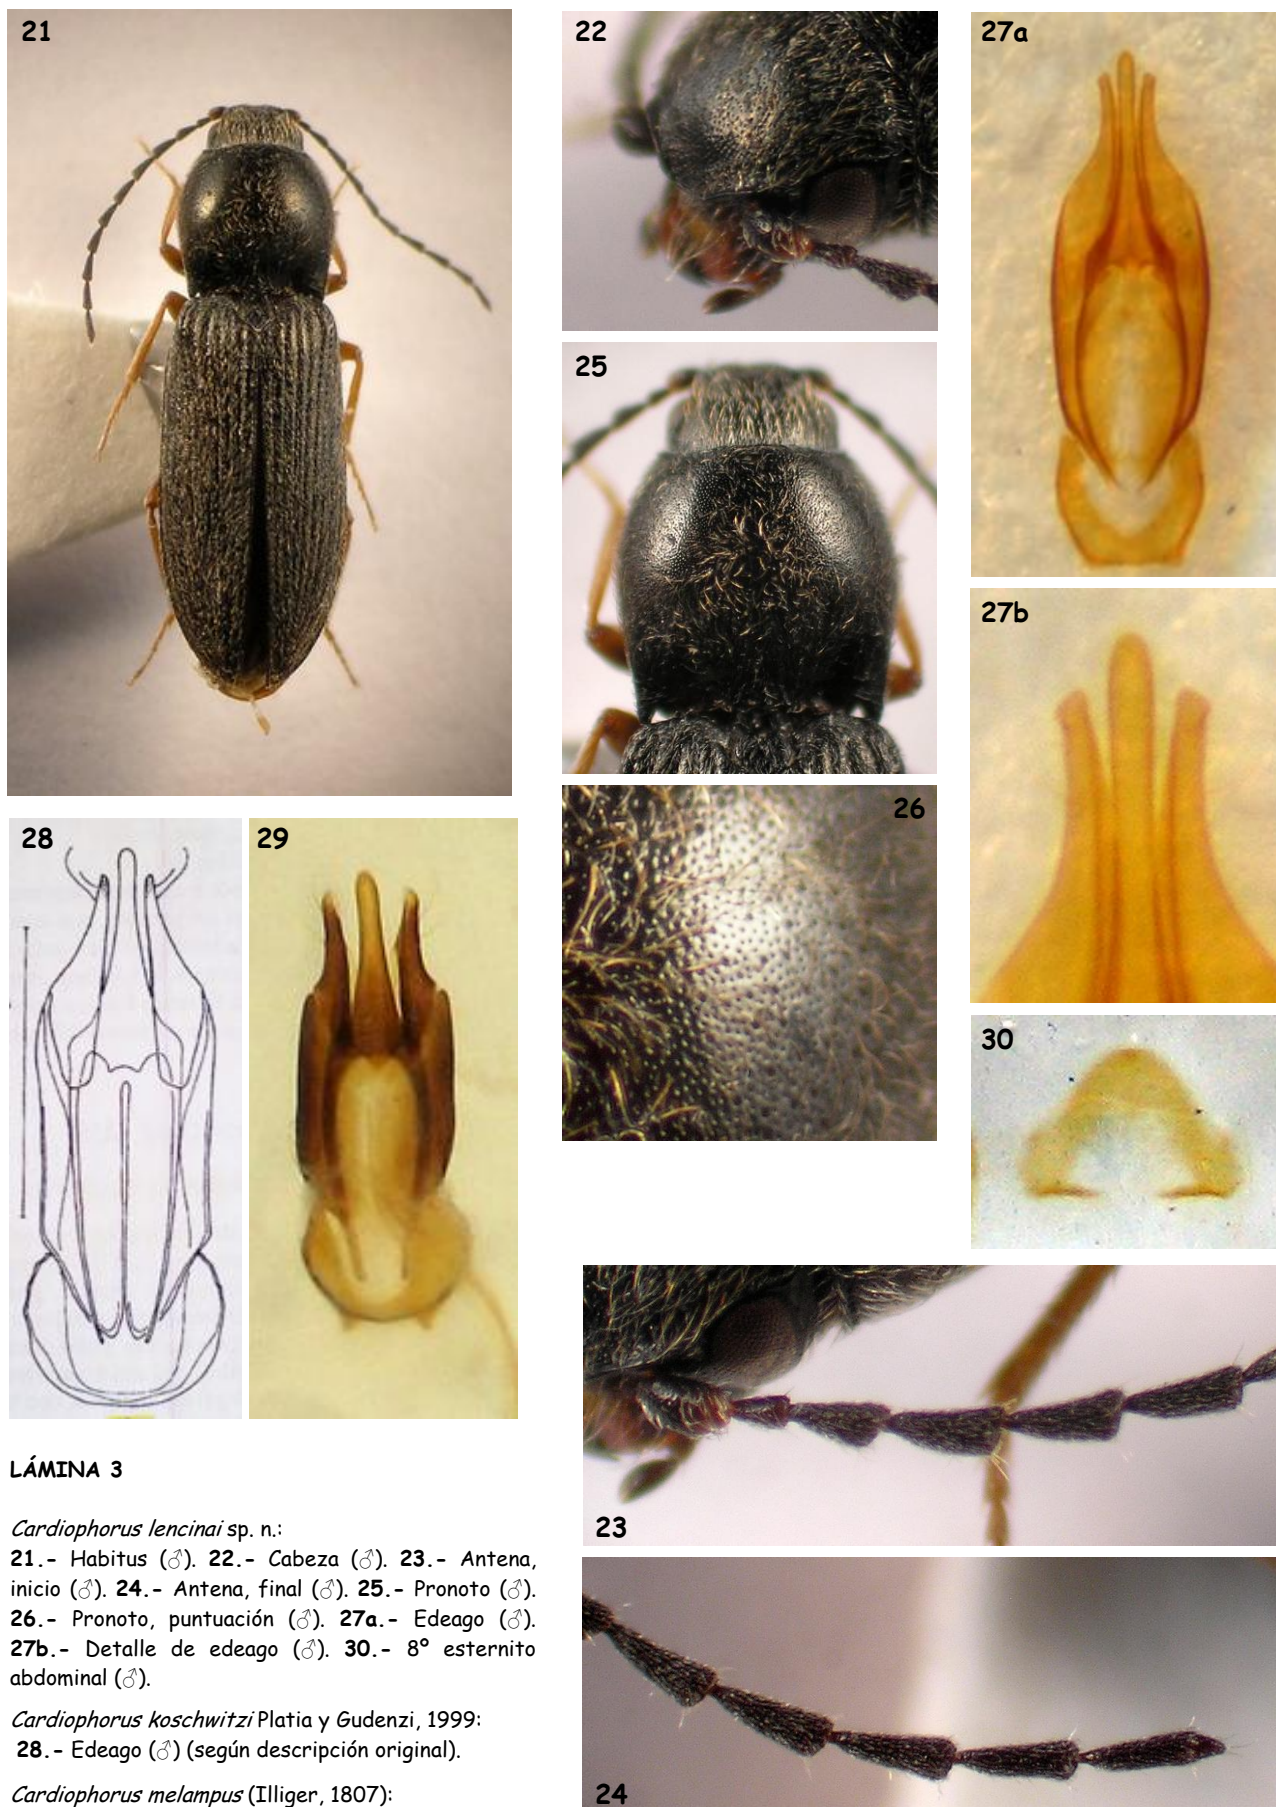 21
22
27a
25
27b
26
28
29
30
23
24
LÁMINA 3
Cardiophorus lencinai sp. n.:
21.- Habitus (♂). 22.- Cabeza (♂). 23.- Antena,
inicio (♂). 24.- Antena, final (♂). 25.- Pronoto (♂).
26.- Pronoto, puntuación (♂). 27a.- Edeago (♂).
27b.- Detalle de edeago (♂). 30.- 8º esternito
abdominal (♂).
Cardiophorus koschwitzi Platia y Gudenzi, 1999:
28.- Edeago (♂) (según descripción original).
Cardiophorus melampus (Illiger, 1807):